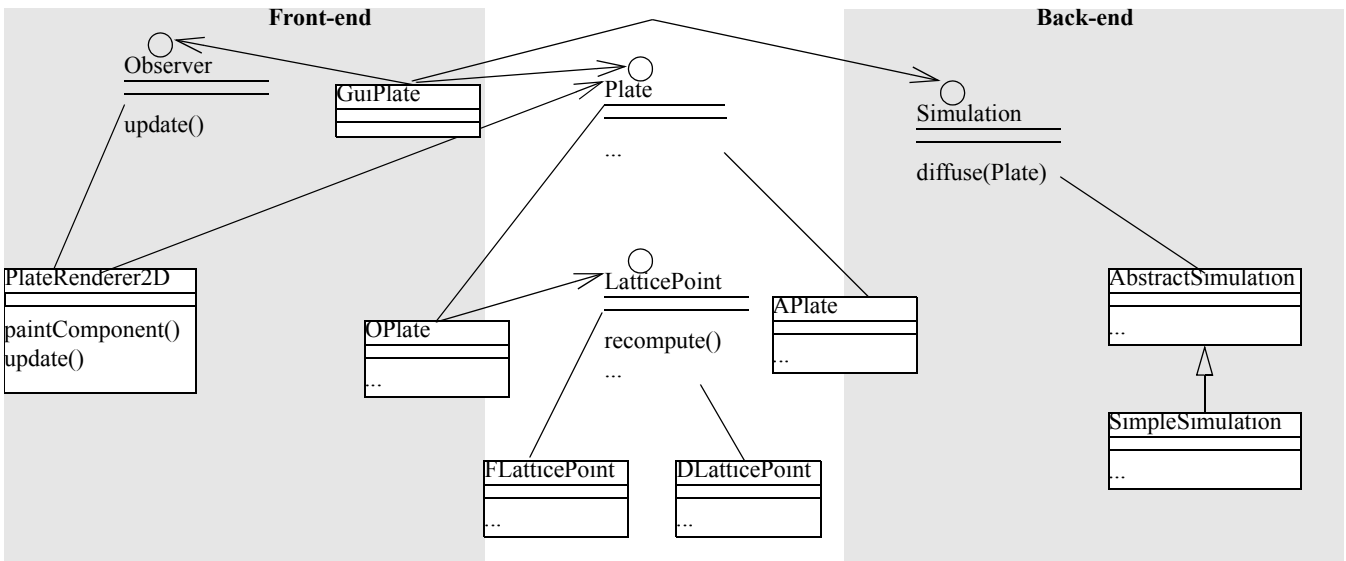 Front-end
Back-end
Observer
update()
GuiPlate
Plate
...
Simulation
diffuse(Plate)
PlateRenderer2D
paintComponent()
update()
OPlate
...
LatticePoint
recompute()
...
APlate
...
AbstractSimulation
...
SimpleSimulation
...
FLatticePoint
...
DLatticePoint
...